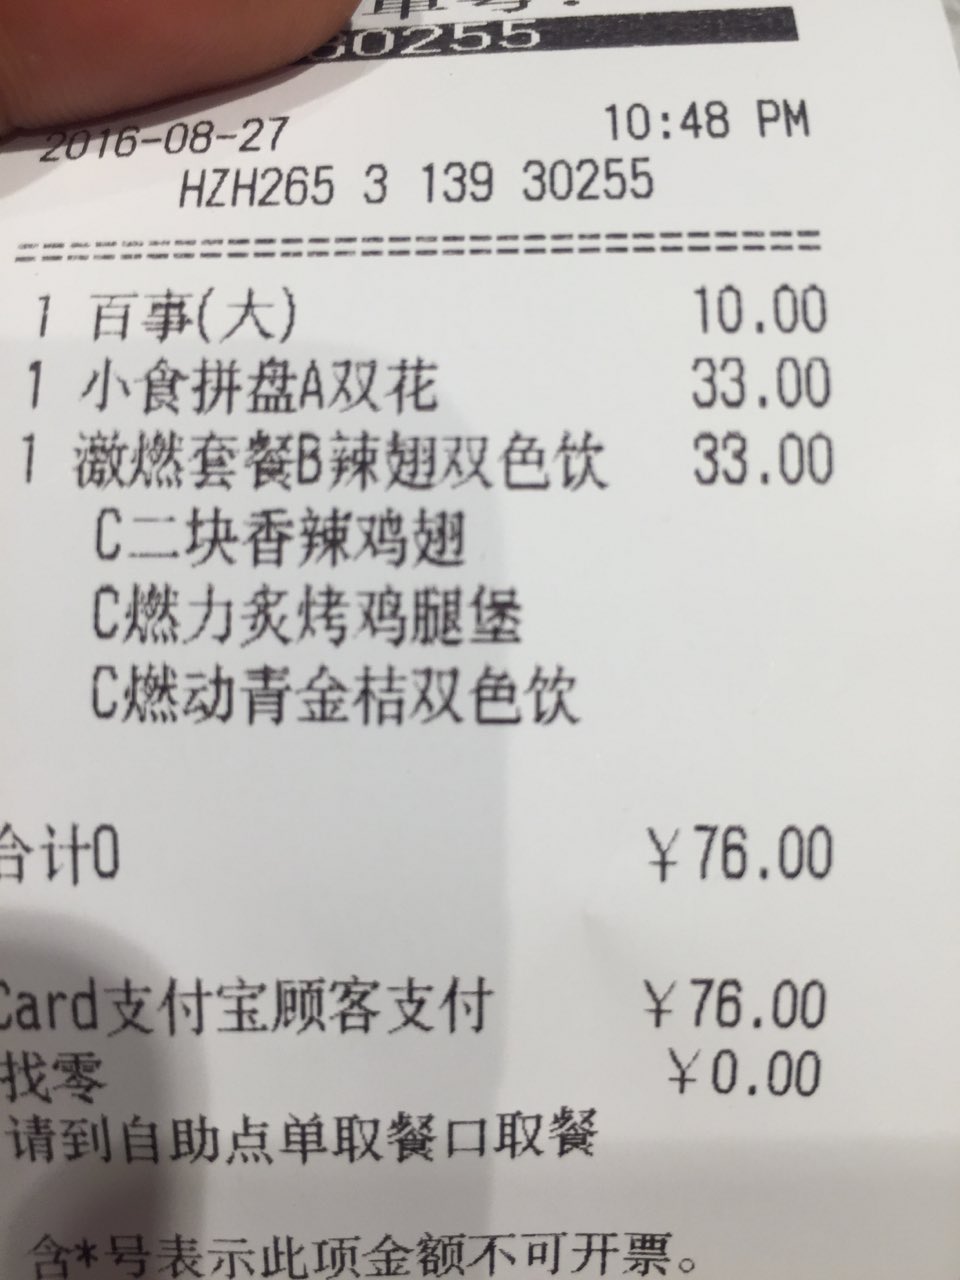 单号:
30255
2016-08-27 10:48 PM
HZH265 3 139 30255
1 百事(大) 10.00
1 小食拼盘A双花 33.00
1 激燃套餐B辣翅双色饮 33.00
C二块香辣鸡翅
C燃力炙烤鸡腿堡
C燃动青金桔双色饮
合计0 ¥76.00
Card支付宝顾客支付 ¥76.00
找零 ¥0.00
请到自助点单取餐口取餐
含*号表示此项金额不可开票。